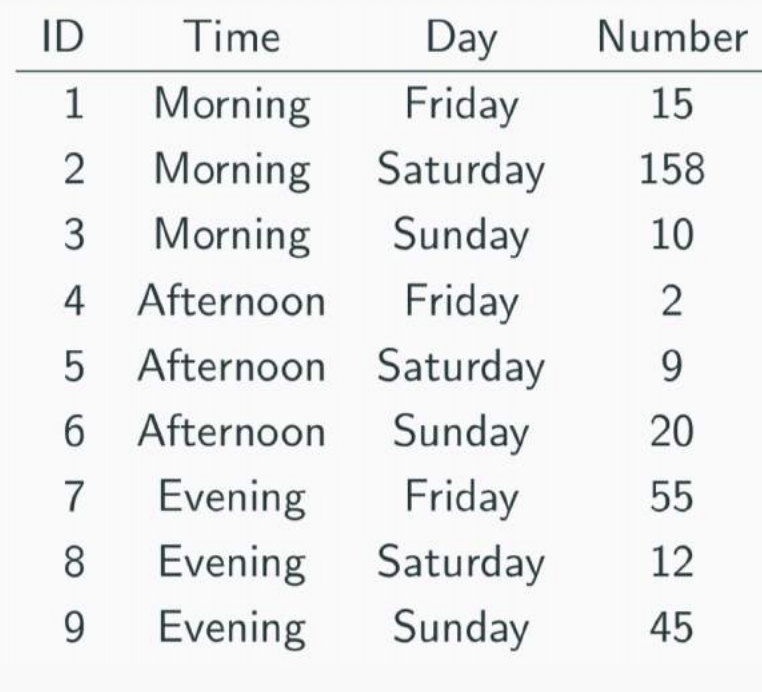 ID Time Day Number
1 Morning Friday 15
2 Morning Saturday 158
3 Morning Sunday 10
4 Afternoon Friday 2
5 Afternoon Saturday 9
6 Afternoon Sunday 20
7 Evening Friday 55
8 Evening Saturday 12
9 Evening Sunday 45